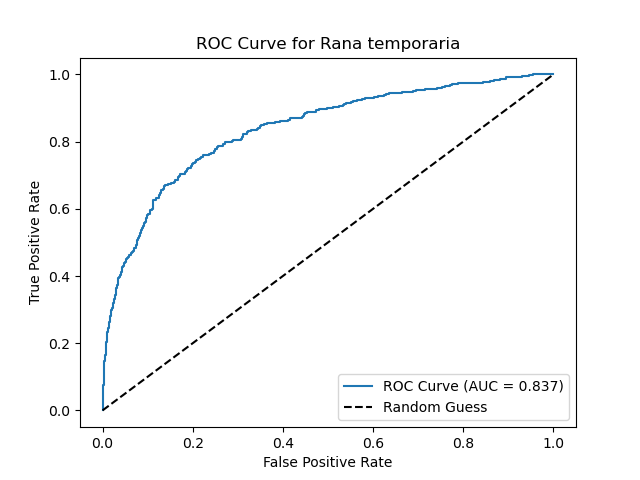 ROC Curve for Rana temporaria
1.0
0.8
0.6
0.4
0.2
0.0
True Positive Rate
ROC Curve (AUC = 0.837)
Random Guess
0.0 0.2 0.4 0.6 0.8 1.0
False Positive Rate